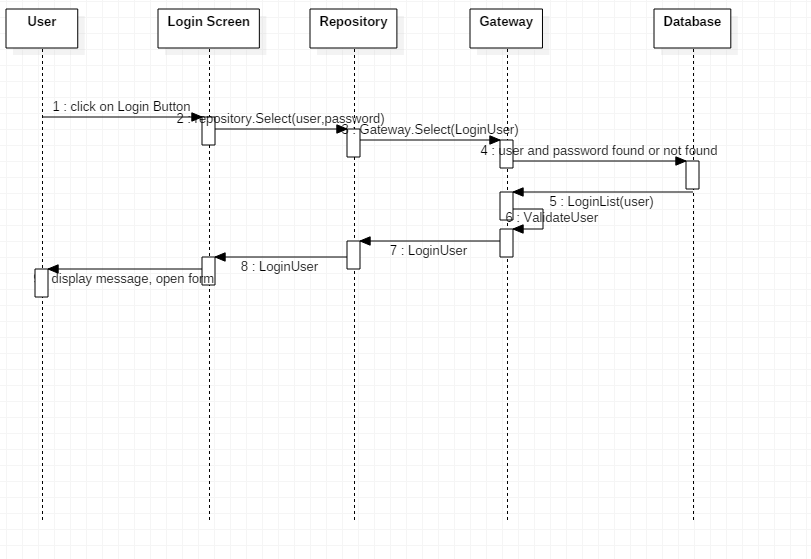 User
Login Screen
Repository
Gateway
Database
1 : click on Login Button
2 : repository.Select(user,password)
3 : Gateway.Select(LoginUser)
4 : user and password found or not found
5 : LoginList(user)
6 : ValidateUser
7 : LoginUser
8 : LoginUser
display message, open form